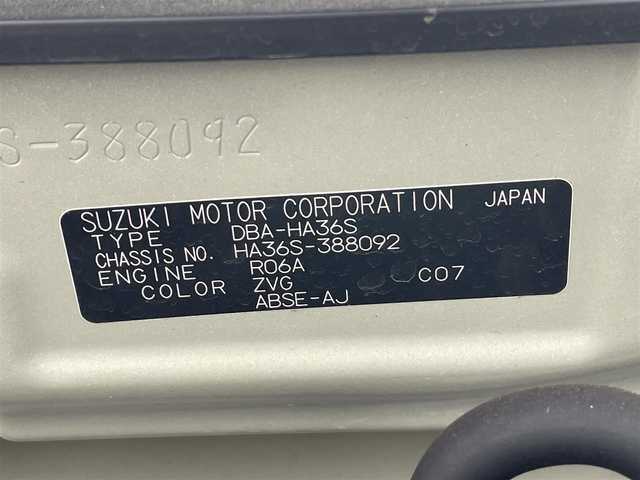 S-388092
SUZUKI MOTOR CORPORATION JAPAN
TYPE DBA-HA36S
CHASSIS NO. HA36S-388092
ENGINE R06A C07
COLOR ZVG
ABSE-AJ